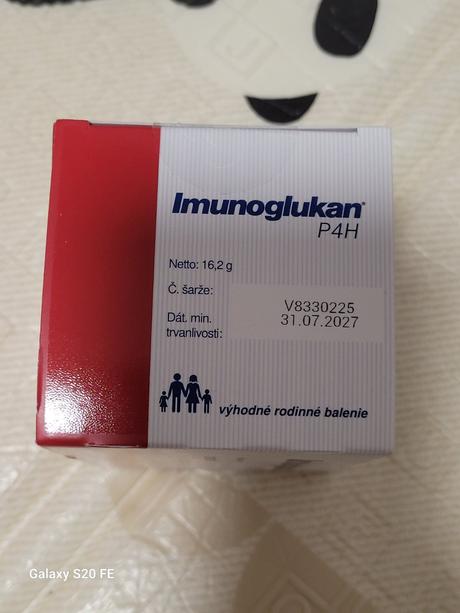 Imunoglukan®
P4H
Netto: 16,2 g
Č. šarže:
V8330225
Dát. min.
trvanlivosti:
31.07.2027
výhodné rodinné balenie
Galaxy S20 FE